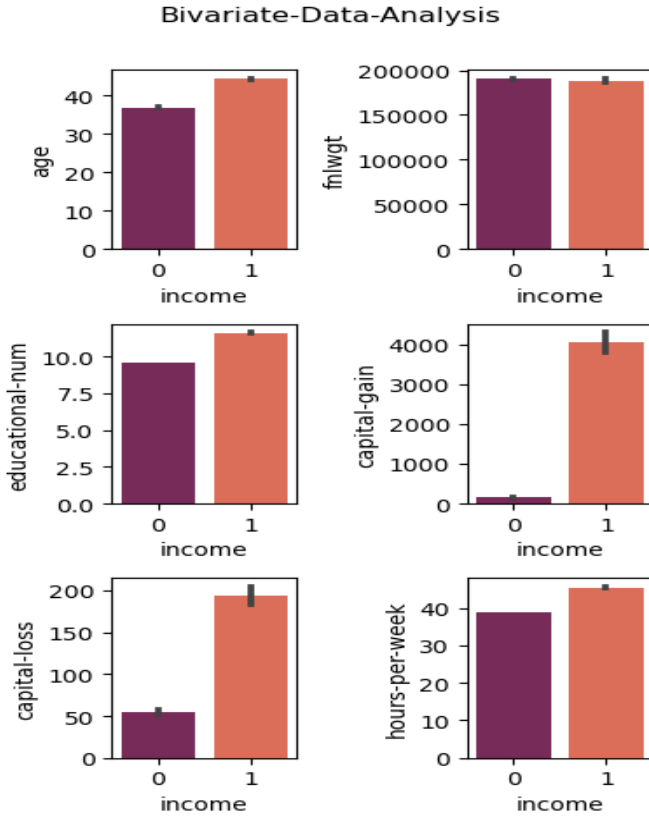 Bivariate-Data-Analysis
age
40
30
20
10
0
0 1
income
fnlwgt
200000
150000
100000
50000
0
0 1
income
educational-num
10.0
7.5
5.0
2.5
0.0
0 1
income
capital-gain
4000
3000
2000
1000
0
0 1
income
capital-loss
200
150
100
50
0
0 1
income
hours-per-week
40
30
20
10
0
0 1
income